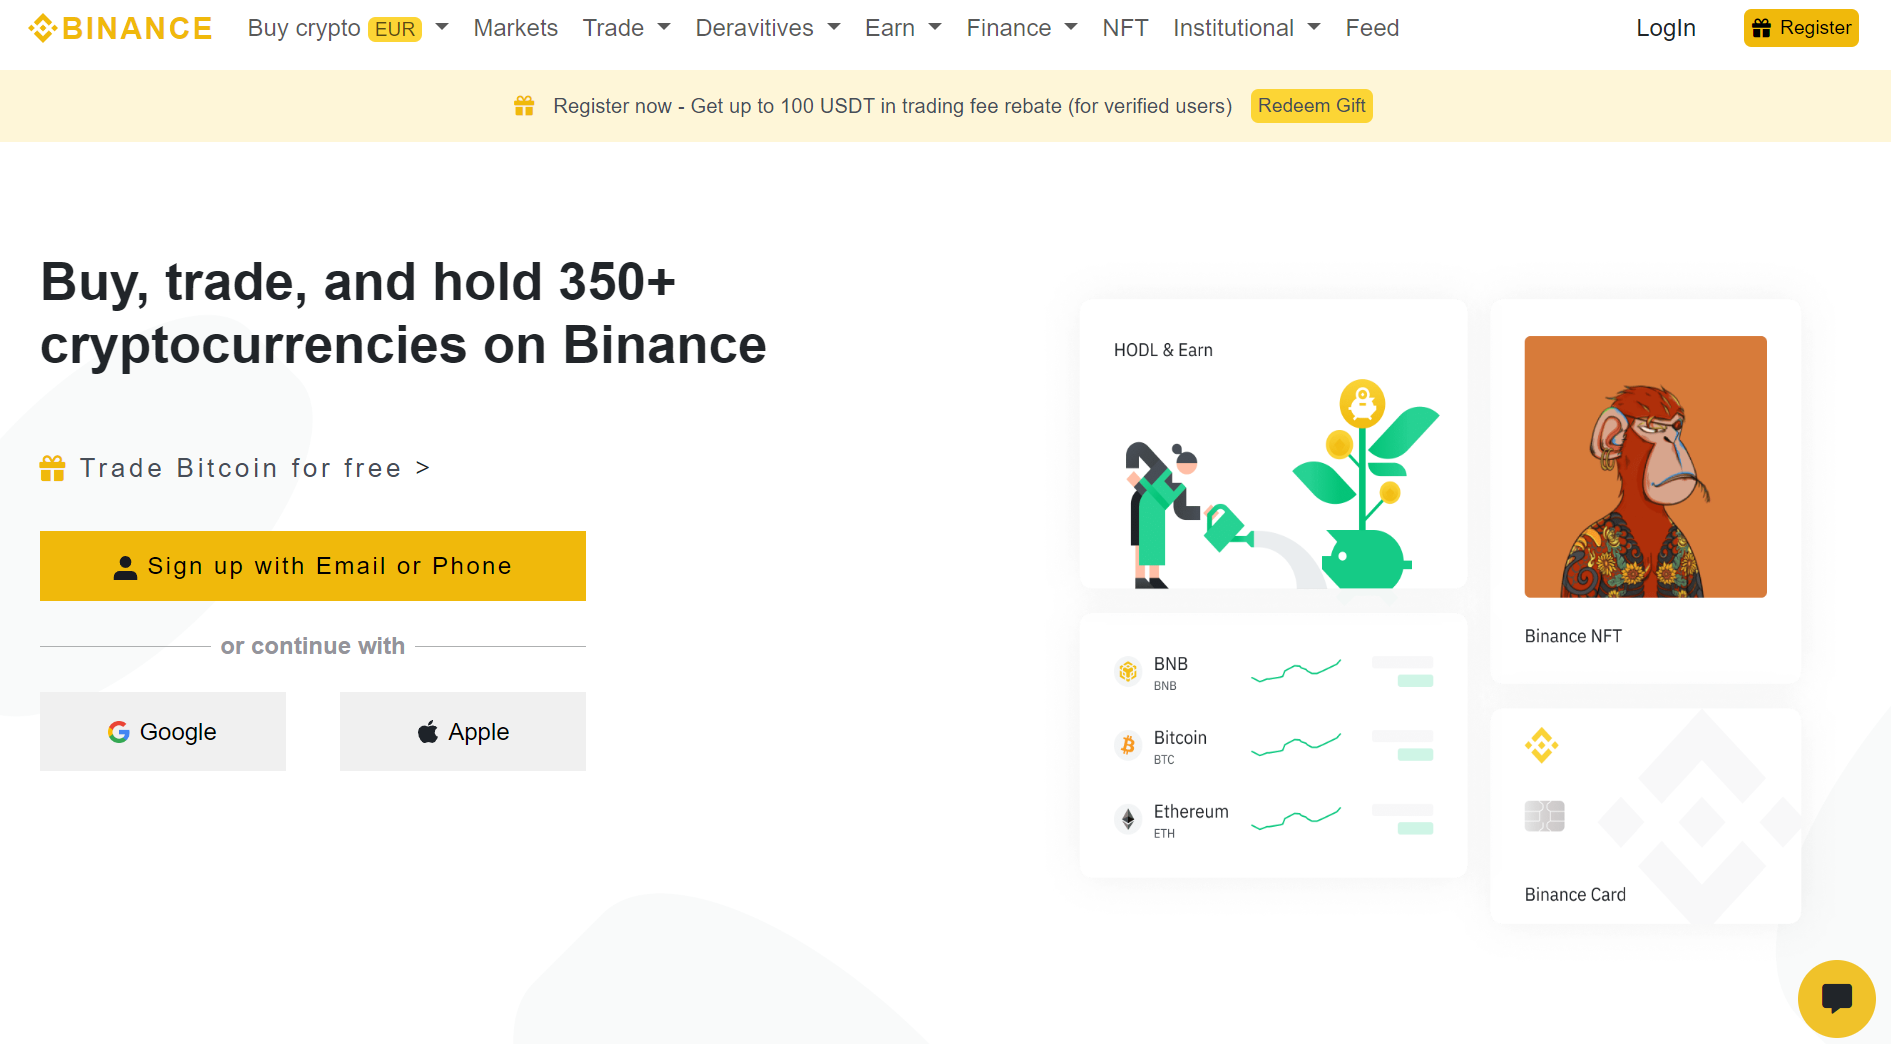 BINANCE Buy crypto EUR Markets Trade Deravitives Earn Finance NFT Institutional Feed LogIn Register
Register now - Get up to 100 USDT in trading fee rebate (for verified users) Redeem Gift
Buy, trade, and hold 350+
cryptocurrencies on Binance
Trade Bitcoin for free >
Sign up with Email or Phone
or continue with
Google Apple
HODL & Earn
BNB
BNB
Bitcoin
BTC
Ethereum
ETH
Binance NFT
Binance Card